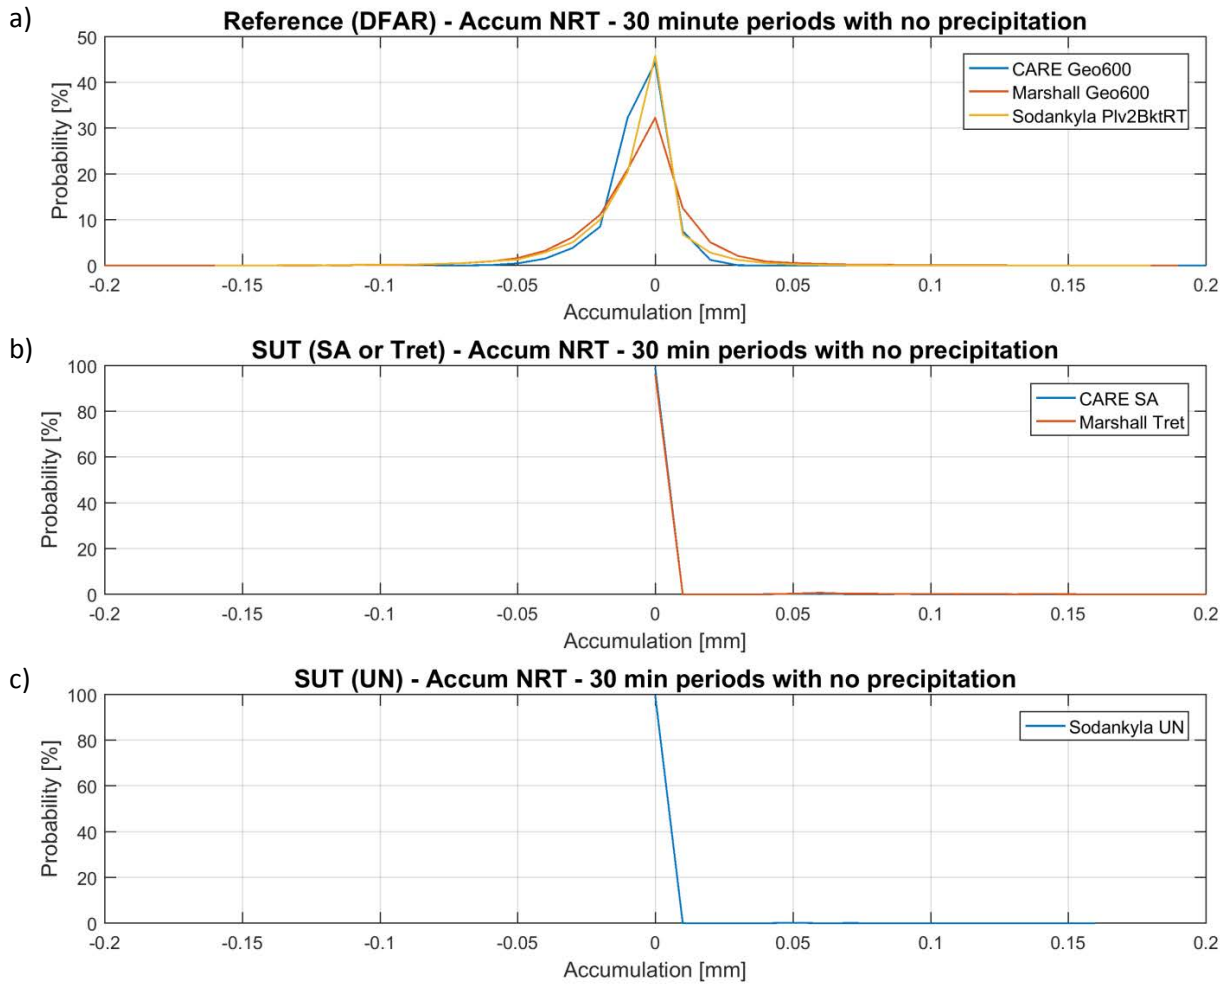 a)
Reference (DFAR) - Accum NRT - 30 minute periods with no precipitation
50
40
30
20
10
0
Probability [%]
CARE Geo600
Marshall Geo600
Sodankyla Plv2BktRT
-0.2 -0.15 -0.1 -0.05 0 0.05 0.1 0.15 0.2
Accumulation [mm]
b)
SUT (SA or Tret) - Accum NRT - 30 min periods with no precipitation
100
80
60
40
20
0
Probability [%]
CARE SA
Marshall Tret
-0.2 -0.15 -0.1 -0.05 0 0.05 0.1 0.15 0.2
Accumulation [mm]
c)
SUT (UN) - Accum NRT - 30 min periods with no precipitation
100
80
60
40
20
0
Probability [%]
Sodankyla UN
-0.2 -0.15 -0.1 -0.05 0 0.05 0.1 0.15 0.2
Accumulation [mm]